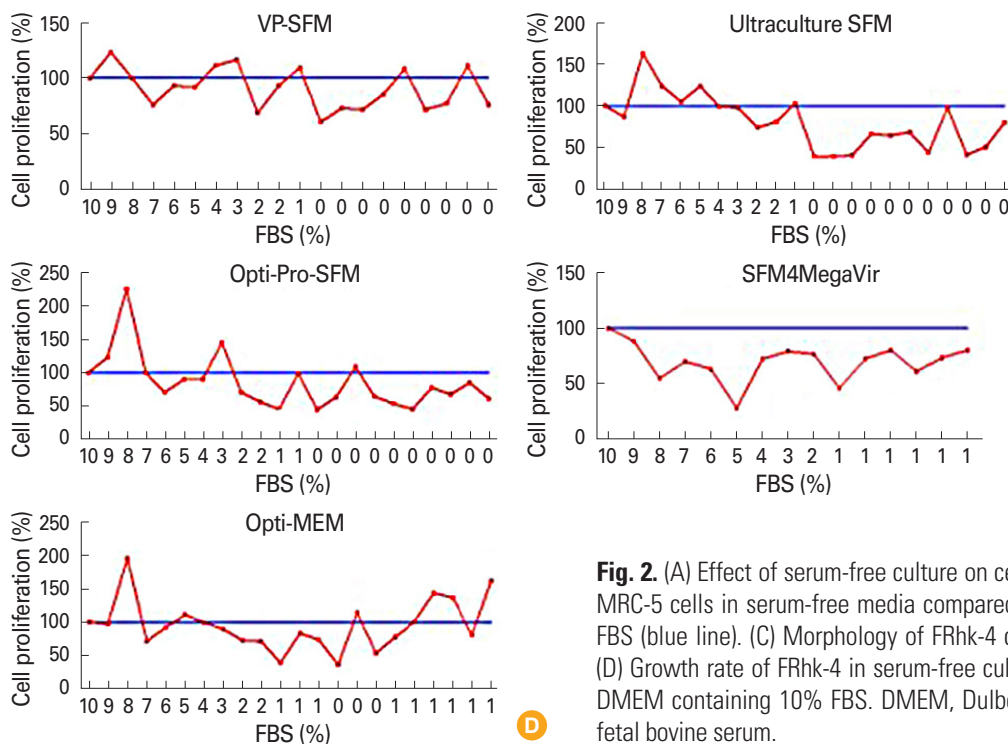 VP-SFM
Cell proliferation (%)
150
100
50
0
10 9 8 7 6 5 4 3 2 2 1 0 0 0 0 0 0 0 0 0
FBS (%)
Ultraculture SFM
Cell proliferation (%)
200
150
100
50
0
10 9 8 7 6 5 4 3 2 2 1 0 0 0 0 0 0 0 0 0 0
FBS (%)
Opti-Pro-SFM
Cell proliferation (%)
250
200
150
100
50
0
10 9 8 7 6 5 4 3 2 2 1 1 0 0 0 0 0 0 0 0 0
FBS (%)
SFM4MegaVir
Cell proliferation (%)
150
100
50
0
10 9 8 7 6 5 4 3 2 1 1 1 1 1 1
FBS (%)
Opti-MEM
Cell proliferation (%)
250
200
150
100
50
0
10 9 8 7 6 5 4 3 2 2 1 1 0 0 0 0 1 1 1 1 1 1
FBS (%)
D
Fig. 2. (A) Effect of serum-free culture on ce
MRC-5 cells in serum-free media compared
FBS (blue line). (C) Morphology of FRhk-4 c
(D) Growth rate of FRhk-4 in serum-free cul
DMEM containing 10% FBS. DMEM, Dulbe
fetal bovine serum.